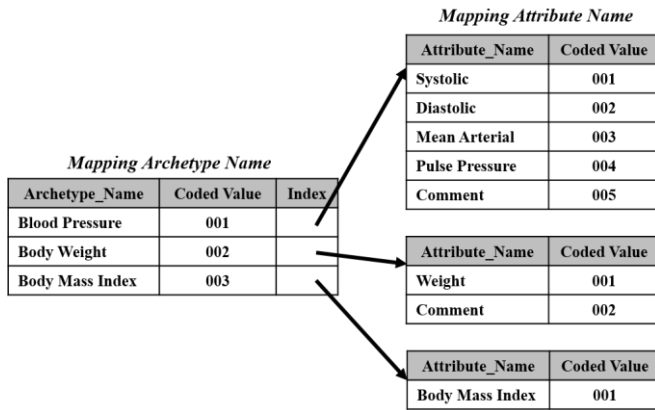 Mapping Attribute Name
Attribute_Name Coded Value
Systolic 001
Diastolic 002
Mean Arterial 003
Pulse Pressure 004
Comment 005
Mapping Archetype Name
Archetype_Name Coded Value Index
Blood Pressure 001
Body Weight 002
Body Mass Index 003
Attribute_Name Coded Value
Weight 001
Comment 002
Attribute_Name Coded Value
Body Mass Index 001